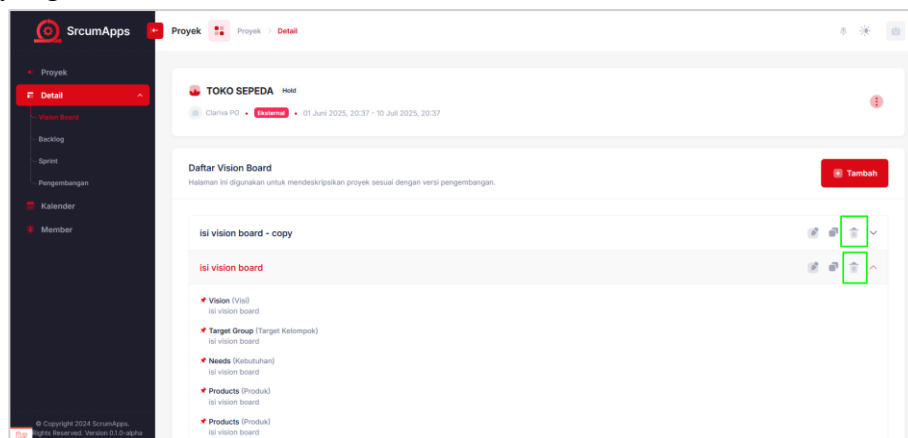 SrcumApps
Proyek
Proyek > Detail
Proyek
Detail
Vision Board
Backlog
Sprint
Pengembangan
Kalender
Member
TOKO SEPEDA Hold
Clariva PO • Eksternal • 01 Juni 2025, 20:37 - 10 Juli 2025, 20:37
Daftar Vision Board
Halaman ini digunakan untuk mendeskripsikan proyek sesuai dengan versi pengembangan.
Tambah
isi vision board - copy
isi vision board
Vision (Visi)
isi vision board
Target Group (Target Kelompok)
isi vision board
Needs (Kebutuhan)
isi vision board
Products (Produk)
isi vision board
Products (Produk)
isi vision board
© Copyright 2024 ScrumApps.
Rights Reserved. Version 0.1.0-alpha